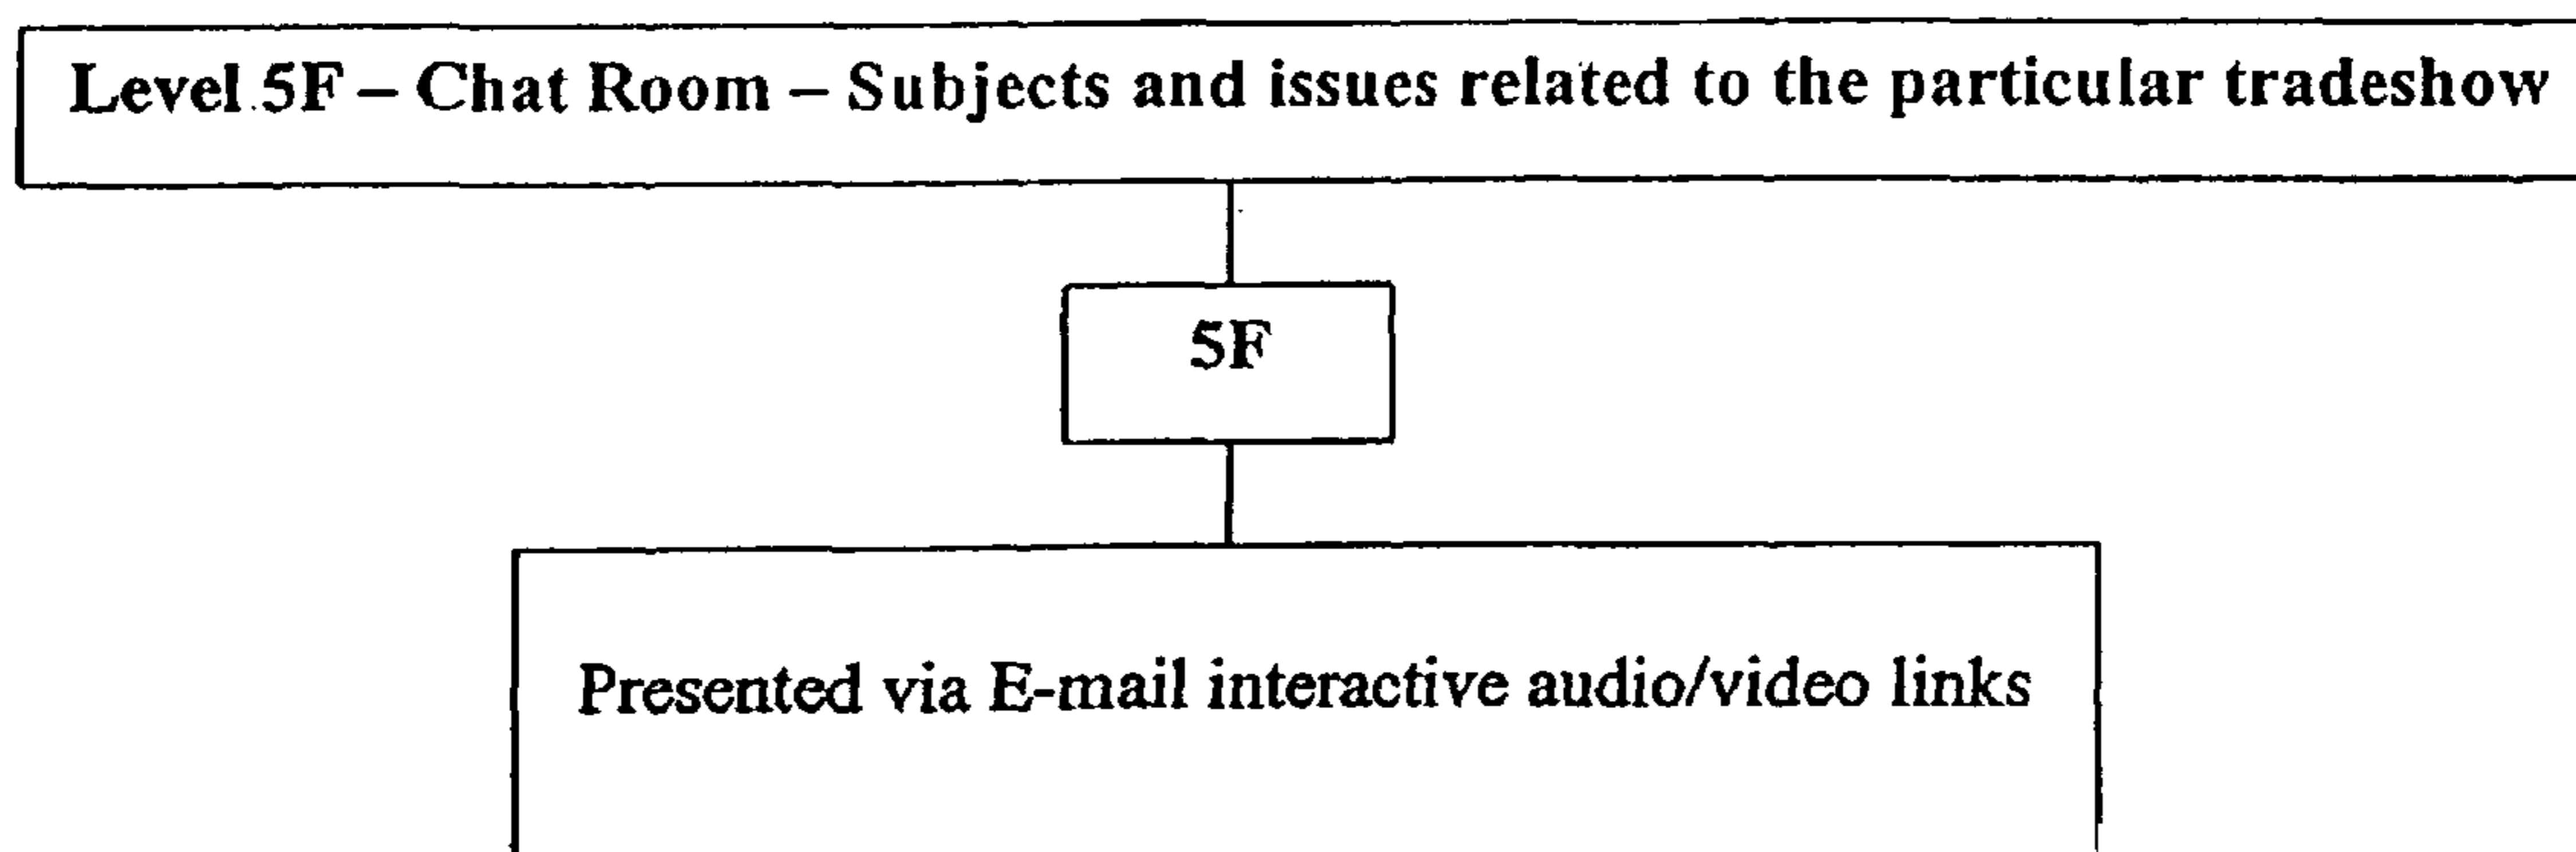 Level 5F – Chat Room – Subjects and issues related to the particular tradeshow
5F
Presented via E-mail interactive audio/video links